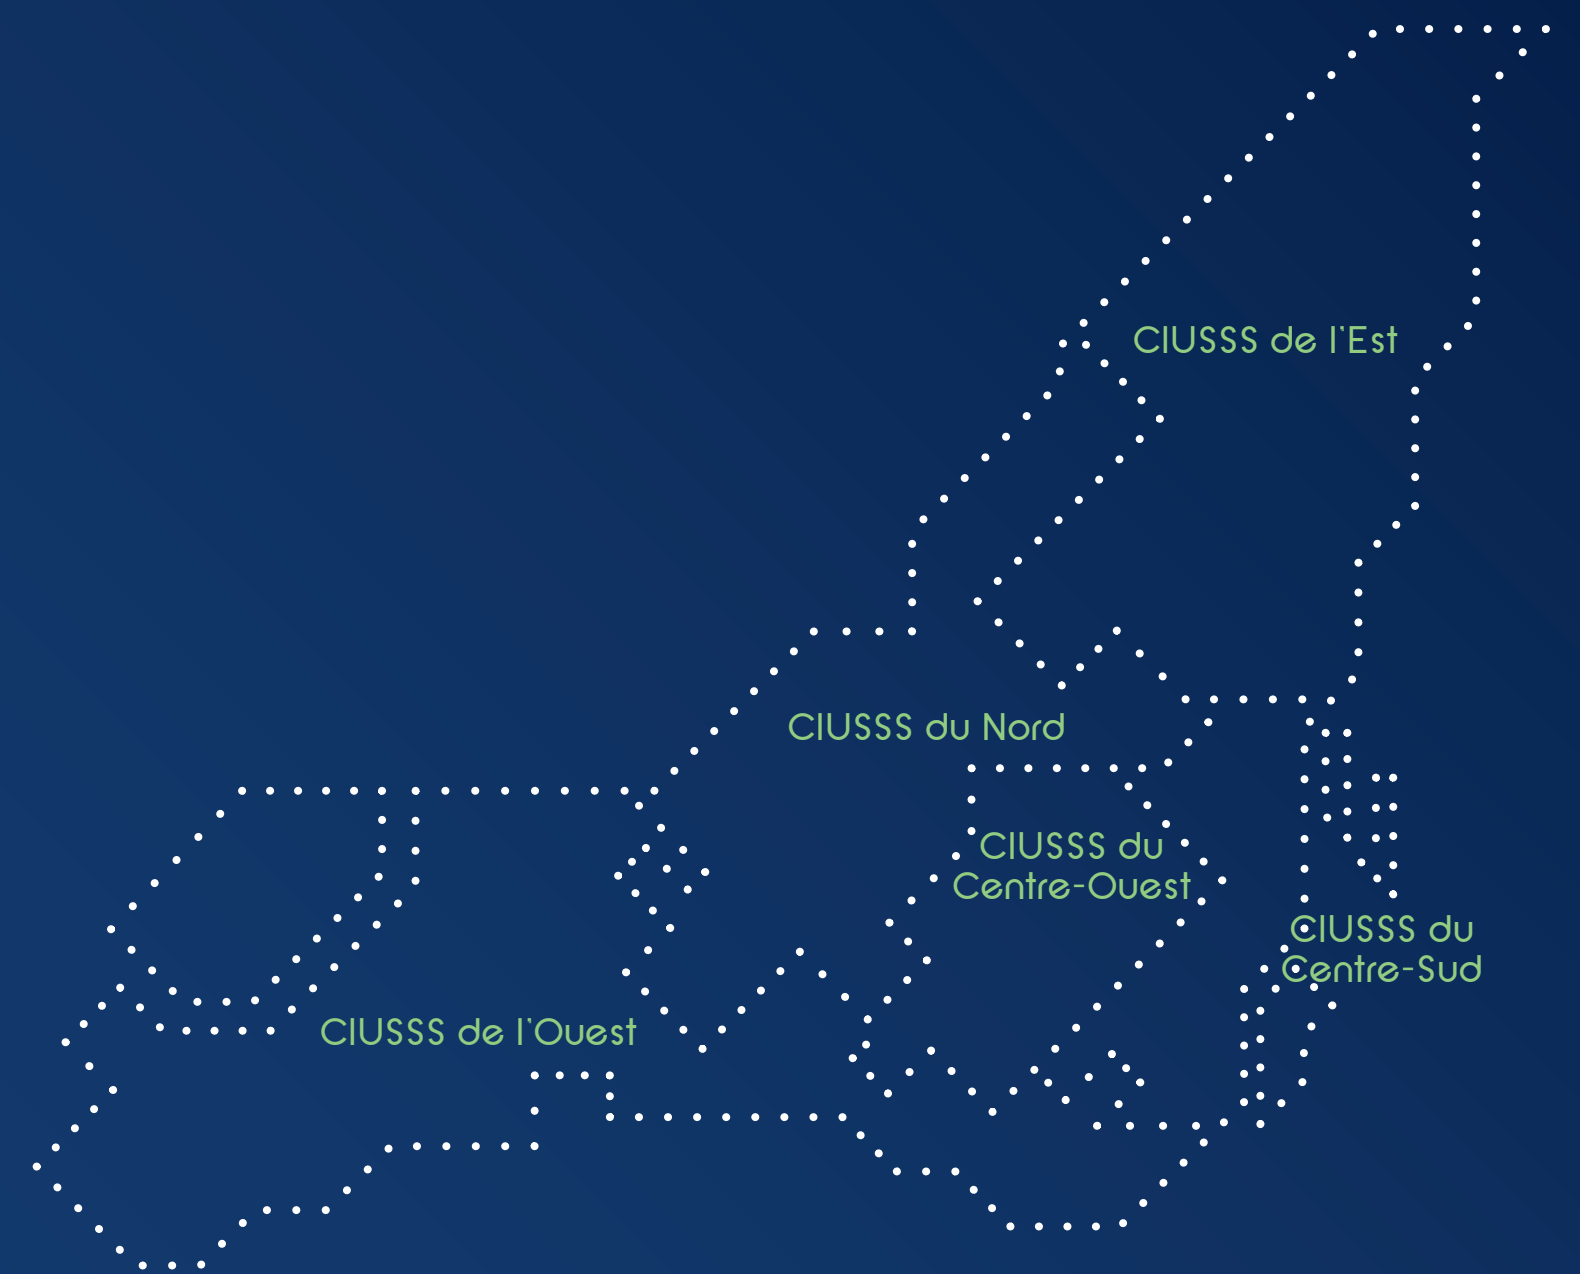 CIUSSS de l'Est
CIUSSS du Nord
CIUSSS du
Centre-Ouest
CIUSSS du
Centre-Sud
CIUSSS de l'Ouest